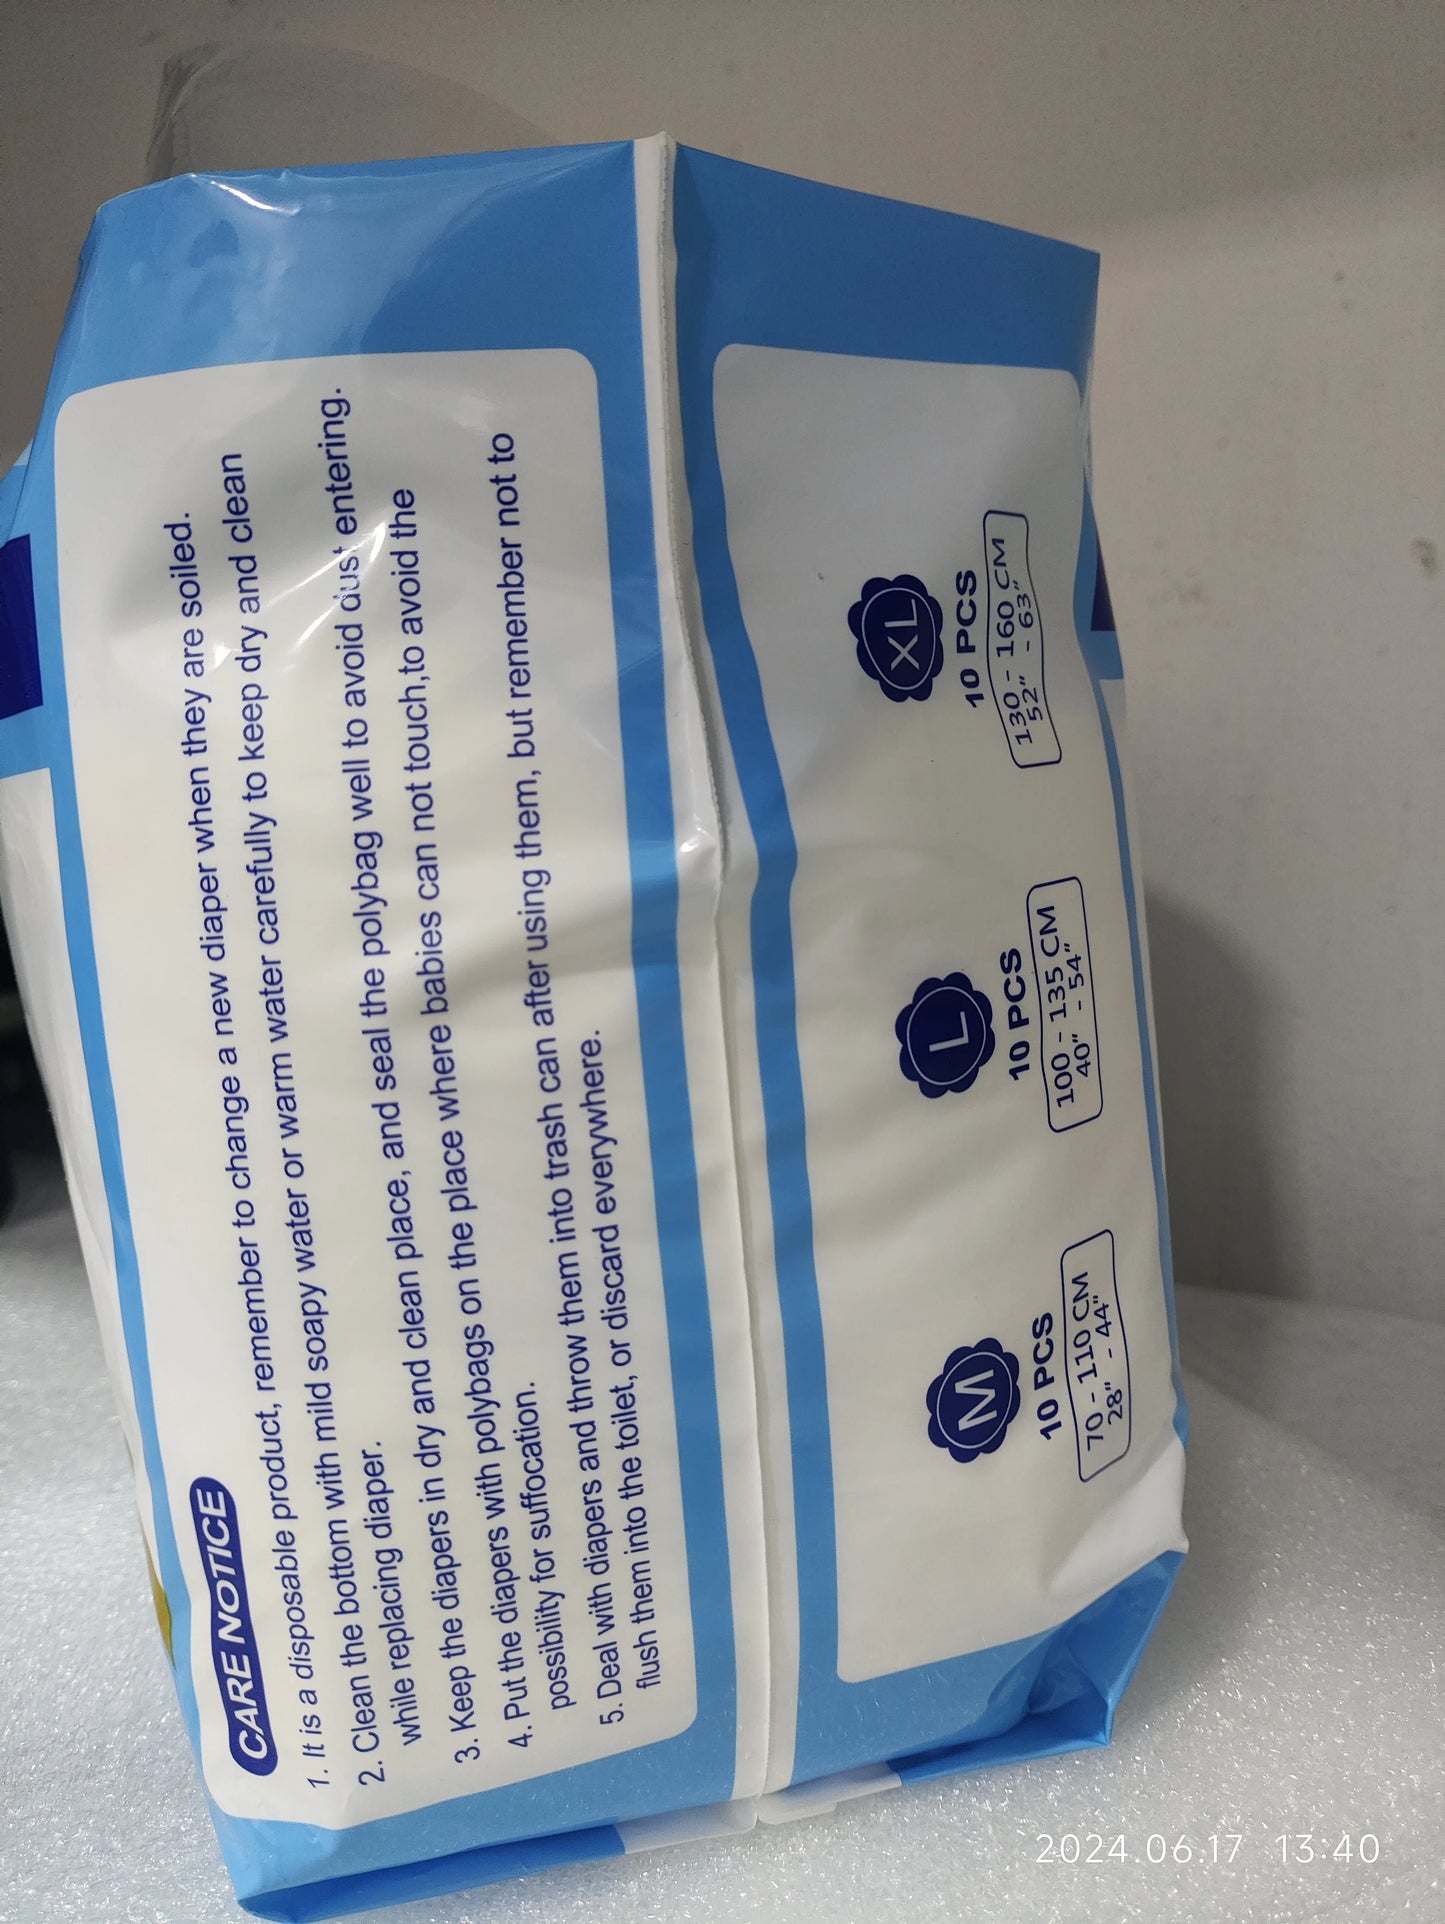 CARE NOTICE
1. It is a disposable product, remember to change a new diaper when they are soiled.
2. Clean the bottom with mild soapy water or warm water carefully to keep dry and clean
while replacing diaper.
3. Keep the diapers in dry and clean place, and seal the polybag well to avoid dust entering.
4. Put the diapers with polybags on the place where babies can not touch,to avoid the
possibility for suffocation.
5. Deal with diapers and throw them into trash can after using them, but remember not to
flush them into the toilet, or discard everywhere.
M
10 PCS
70 - 110 CM
28" - 44"
L
10 PCS
100 - 135 CM
40" - 54"
XL
10 PCS
130 - 160 CM
52" - 63"
2024.06.17 13:40